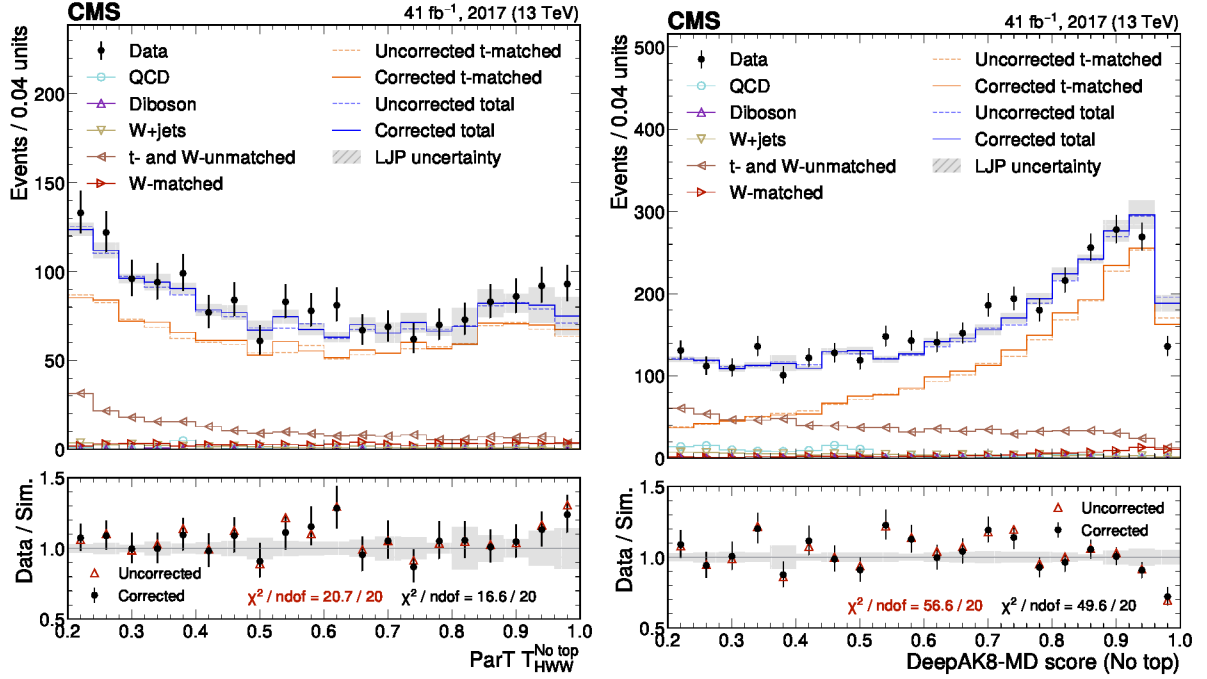 CMS 41 fb⁻¹, 2017 (13 TeV)
Events / 0.04 units
Data
QCD
Diboson
W+jets
t- and W-unmatched
W-matched
Uncorrected t-matched
Corrected t-matched
Uncorrected total
Corrected total
LJP uncertainty
200
150
100
50
0
Data / Sim.
1.5
1.0
0.5
Uncorrected
Corrected
χ² / ndof = 20.7 / 20 χ² / ndof = 16.6 / 20
0.2 0.3 0.4 0.5 0.6 0.7 0.8 0.9 1.0
ParT T^No top_HWW
CMS 41 fb⁻¹, 2017 (13 TeV)
Events / 0.04 units
Data
QCD
Diboson
W+jets
t- and W-unmatched
W-matched
Uncorrected t-matched
Corrected t-matched
Uncorrected total
Corrected total
LJP uncertainty
500
400
300
200
100
0
Data / Sim.
1.5
1.0
0.5
Uncorrected
Corrected
χ² / ndof = 56.6 / 20 χ² / ndof = 49.6 / 20
0.2 0.3 0.4 0.5 0.6 0.7 0.8 0.9 1.0
DeepAK8-MD score (No top)